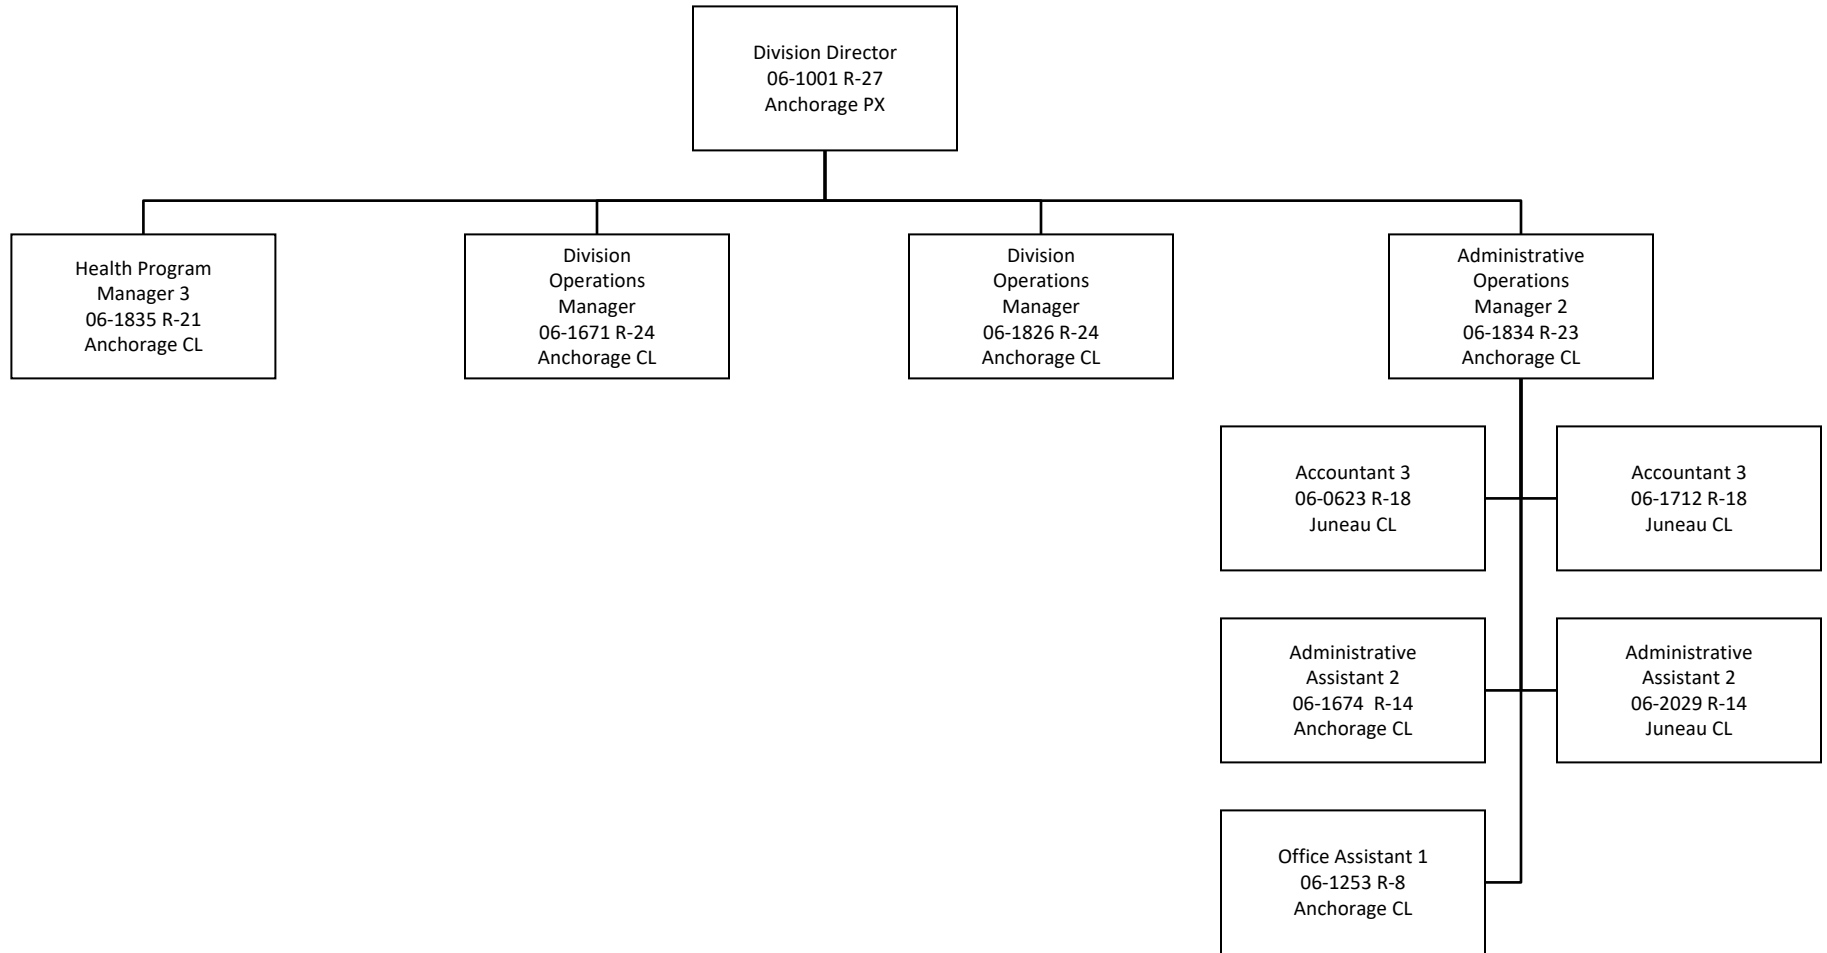 Division Director
06-1001 R-27
Anchorage PX
Health Program
Manager 3
06-1835 R-21
Anchorage CL
Division
Operations
Manager
06-1671 R-24
Anchorage CL
Division
Operations
Manager
06-1826 R-24
Anchorage CL
Administrative
Operations
Manager 2
06-1834 R-23
Anchorage CL
Accountant 3
06-0623 R-18
Juneau CL
Accountant 3
06-1712 R-18
Juneau CL
Administrative
Assistant 2
06-1674  R-14
Anchorage CL
Administrative
Assistant 2
06-2029 R-14
Juneau CL
Office Assistant 1
06-1253 R-8
Anchorage CL